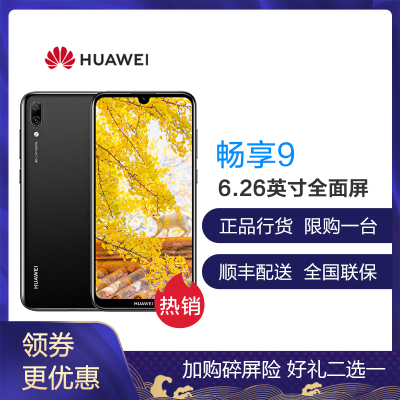 HUAWEI
畅享9
6.26英寸全面屏
正品行货 限购一台
顺丰配送 全国联保
HUAWEI
HUAWEI
热销
领券
更优惠
加购碎屏险 好礼二选一